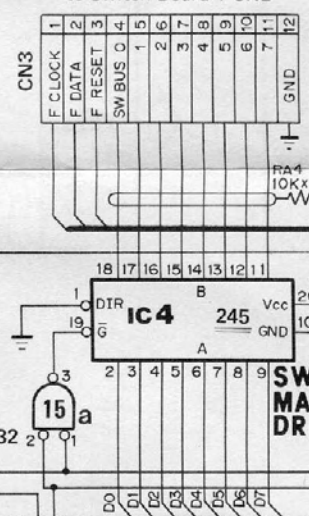 CN3
1 2 3 4 5 6 7 8 9 10 11 12
F CLOCK
F DATA
F RESET
SW BUS 0
1
2
3
4
5
6
7
GND
RA4
10K×
18 17 16 15 14 13 12 11
1 DIR
B
Vcc 20
IC4
245
19 G
GND 10
A
2 3 4 5 6 7 8 9
SW
MA
DR
3
15 a
32 2 1
D0 D1 D2 D3 D4 D5 D6 D7